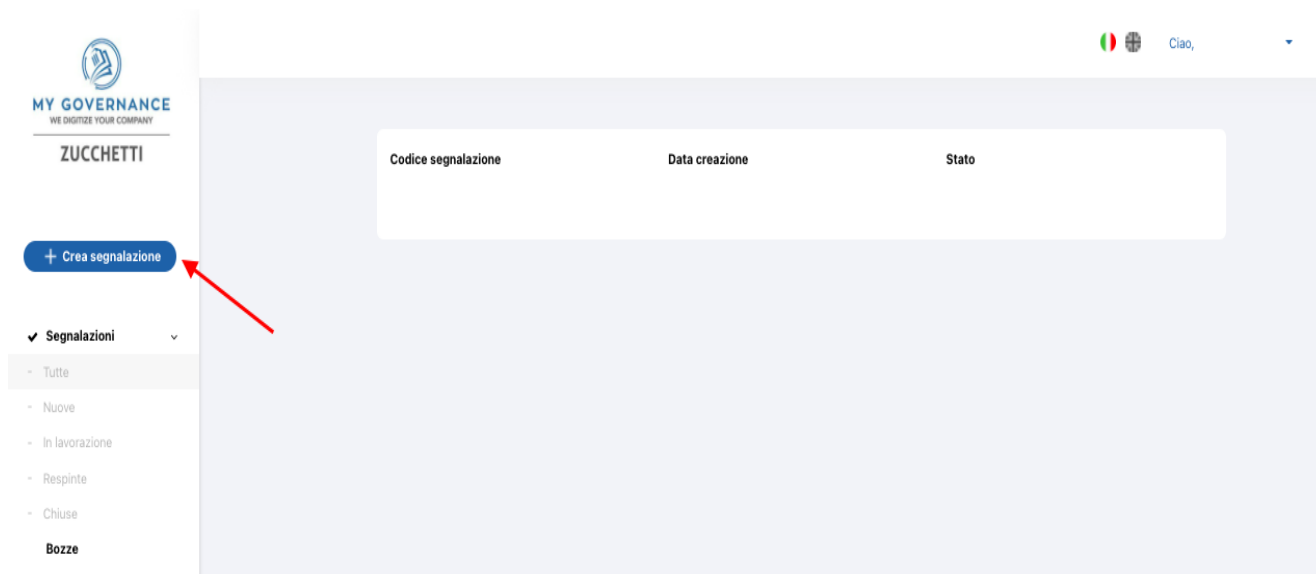 MY GOVERNANCE
WE DIGITIZE YOUR COMPANY
ZUCCHETTI
Ciao,
Codice segnalazione Data creazione Stato
+ Crea segnalazione
Segnalazioni
- Tutte
- Nuove
- In lavorazione
- Respinte
- Chiuse
Bozze